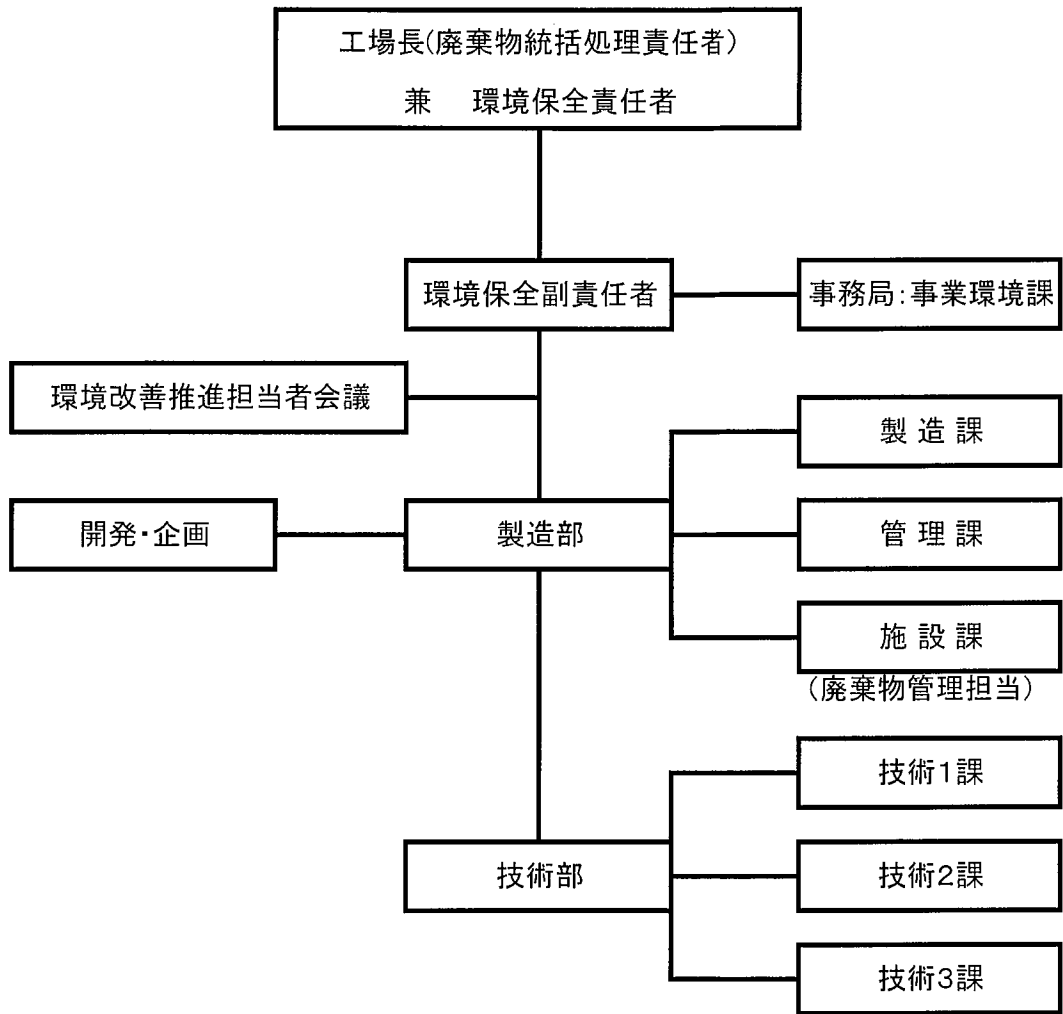 工場長(廃棄物統括処理責任者)
兼　環境保全責任者
環境保全副責任者
事務局:事業環境課
環境改善推進担当者会議
製 造 課
開発・企画
製造部
管 理 課
施 設 課
(廃棄物管理担当)
技術1課
技術部
技術2課
技術3課